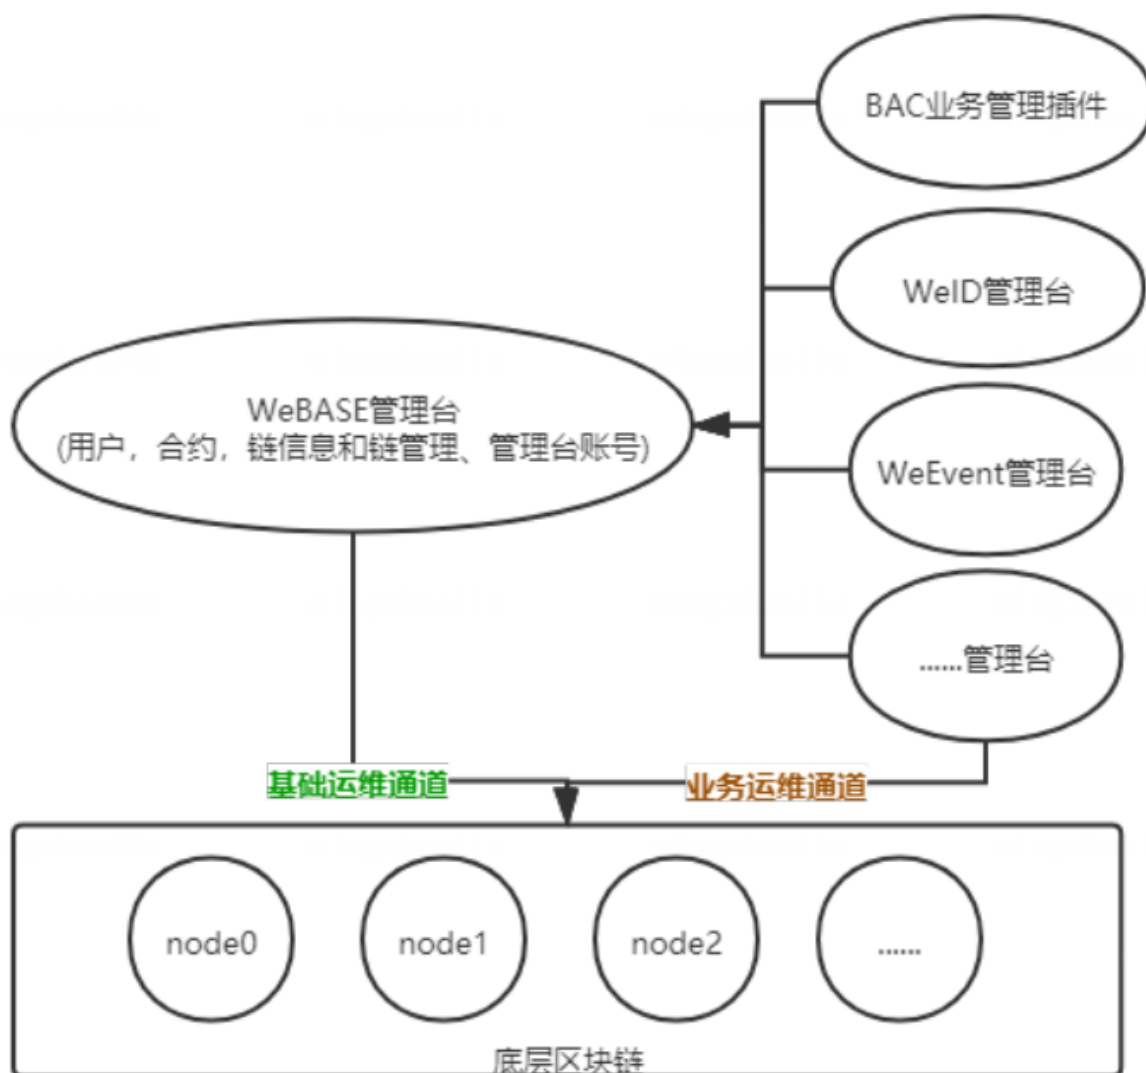 BAC业务管理插件
WeID管理台
WeBASE管理台
(用户，合约，链信息和链管理、管理台账号)
WeEvent管理台
……管理台
基础运维通道
业务运维通道
node0
node1
node2
……
底层区块链